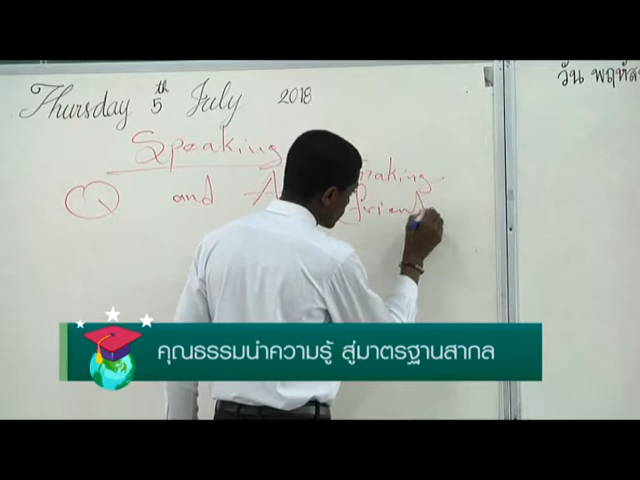 Thursday 5th July 2018
วัน พฤหัส
Speaking
Q and A
friend
คุณธรรมนำความรู้ สู่มาตรฐานสากล